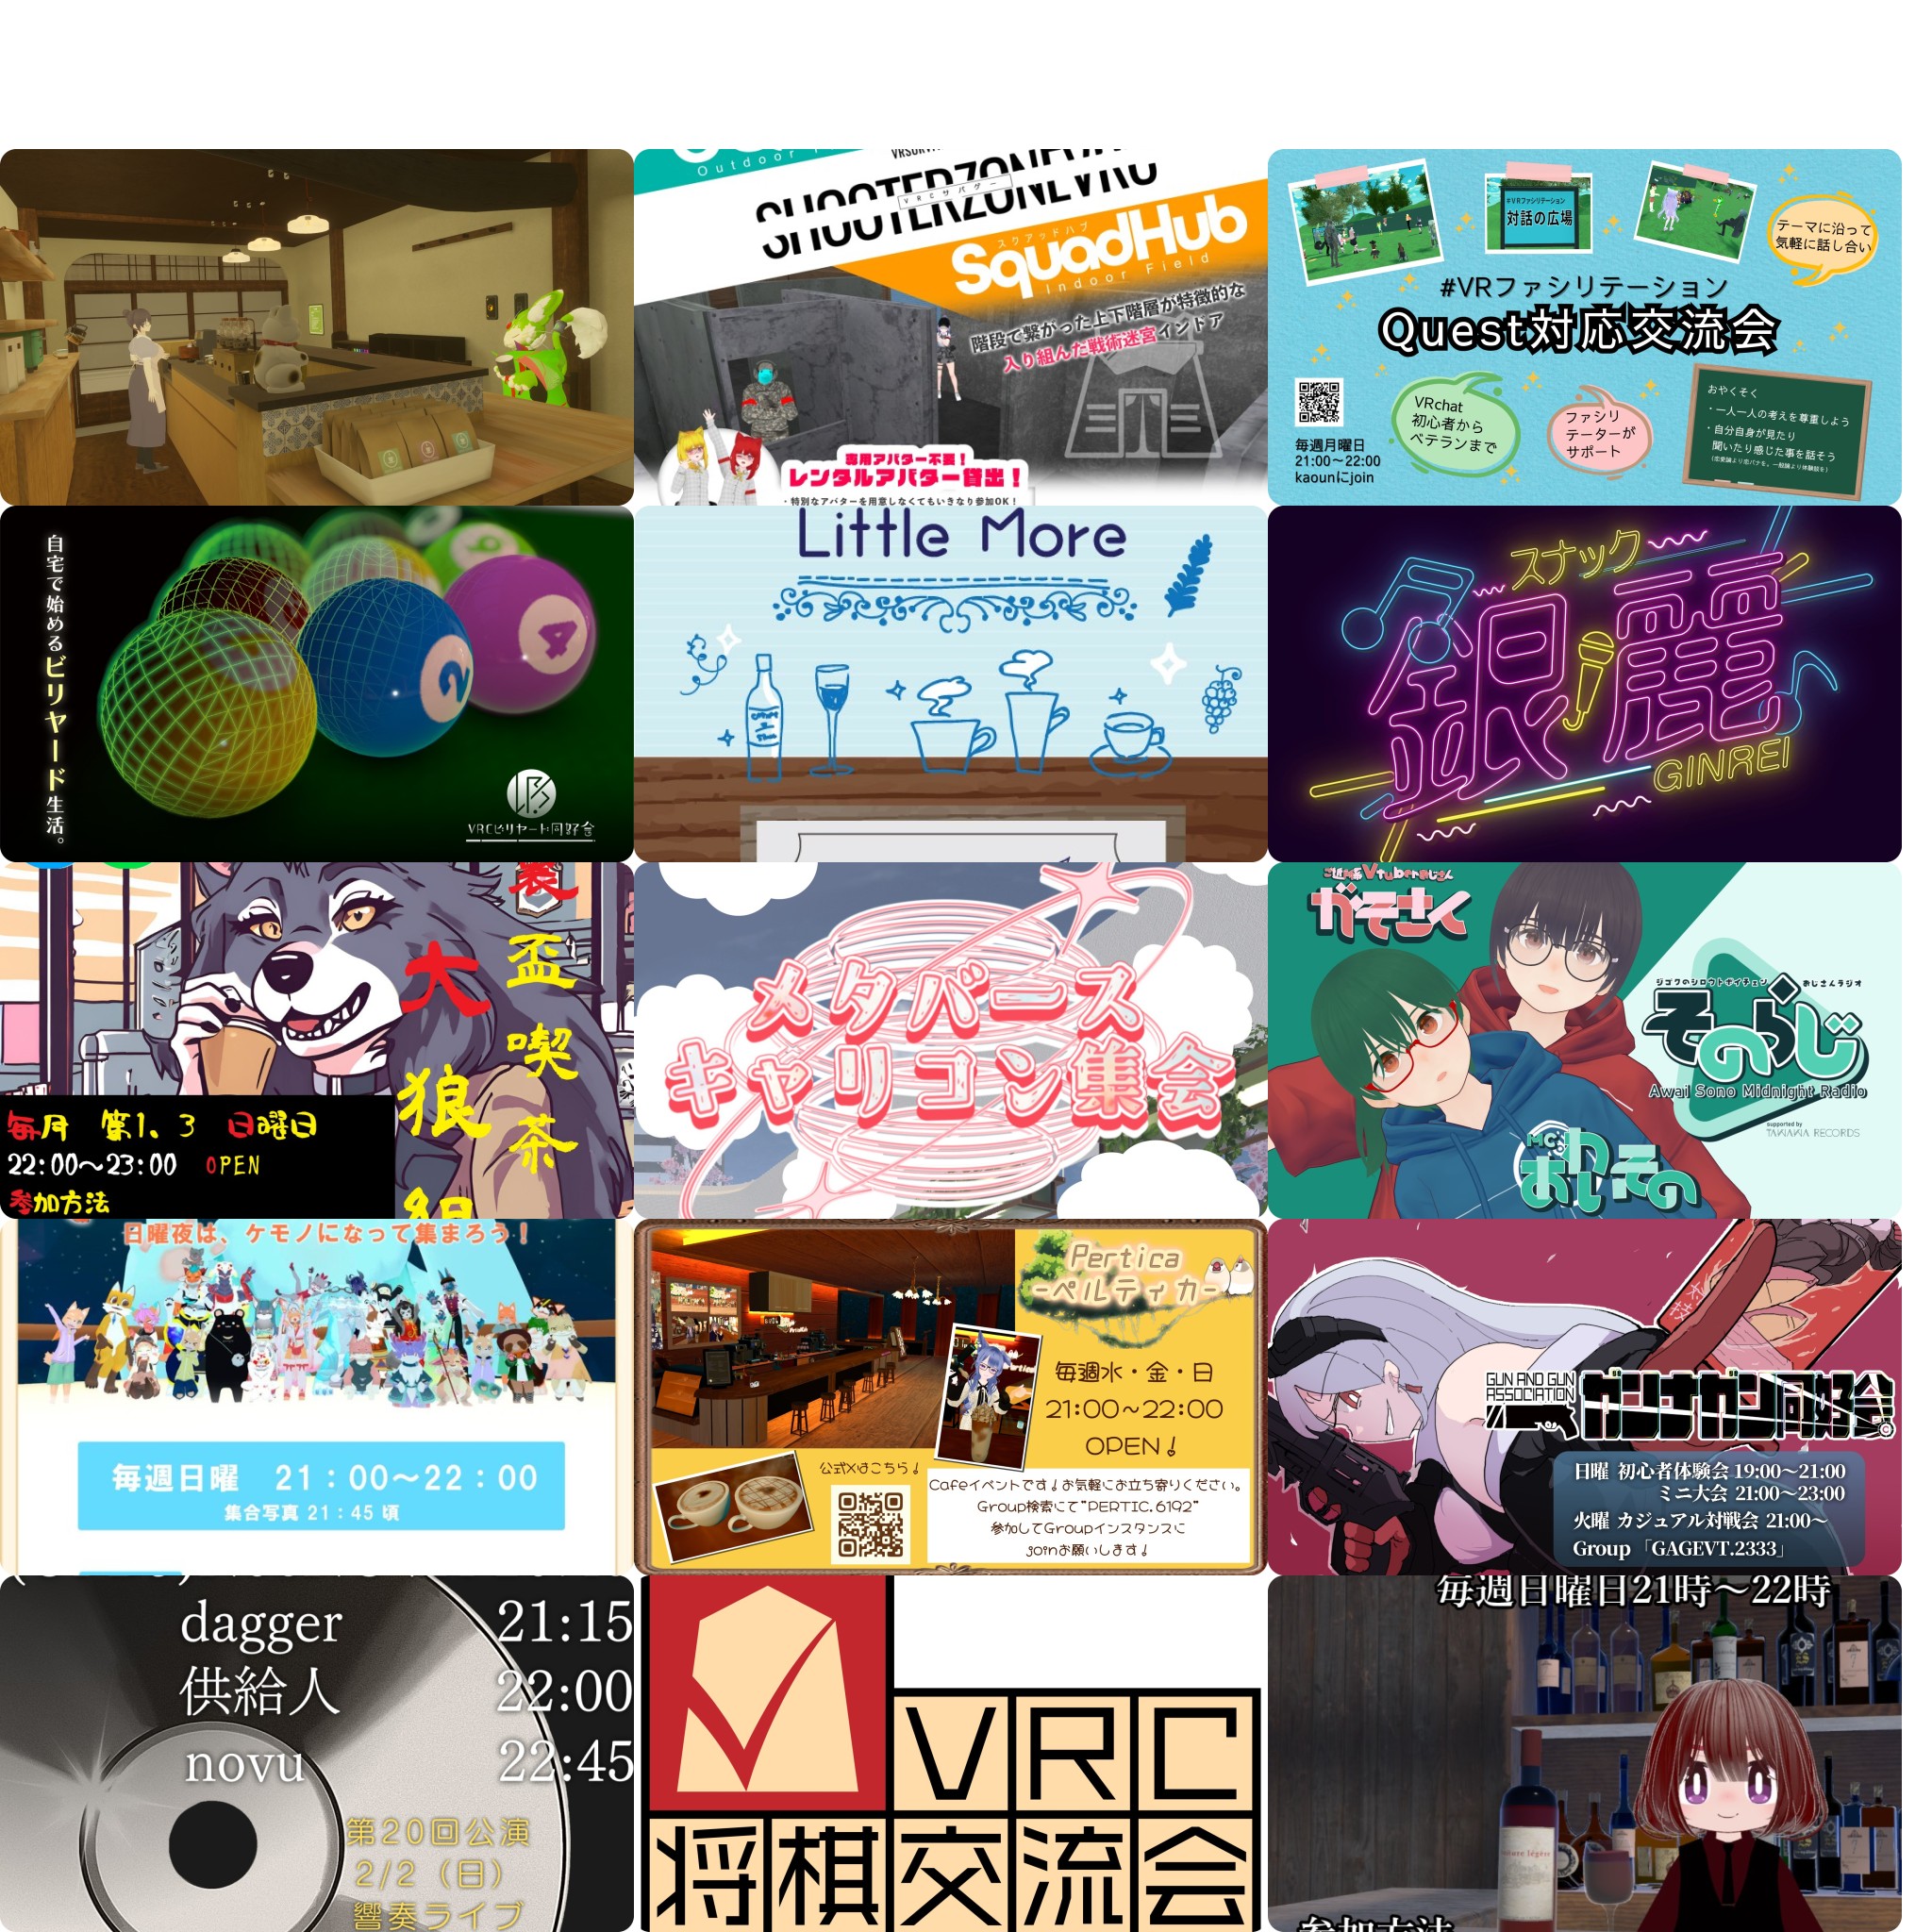 Outdoor
SHOOTERZONEVRC
VRCサバゲー
スクアッドハブ
SquadHub
Indoor Field
階段で繋がった上下階層が特徴的な
入り組んだ戦術迷宮インドア
専用アバター不要！
レンタルアバター貸出！
・特別なアバターを用意しなくてもいきなり参加OK！
#VRファシリテーション
対話の広場
テーマに沿って
気軽に話し合い
#VRファシリテーション
Quest対応交流会
毎週月曜日
21:00～22:00
kaounにjoin
VRchat
初心者から
ベテランまで
ファシリ
テーターが
サポート
おやくそく
・一人一人の考えを尊重しよう
・自分自身が見たり
聞いたり感じた事を話そう
自宅で始めるビリヤード生活。
2
4
VRCビリヤード同好会
Little More
スナック
銀麗
GINREI
裏
盃
喫
茶
大
狼
組
毎月 第1、3 日曜日
22:00～23:00 OPEN
参加方法
メタバース
キャリコン集会
がそさく
ジゴクのシロウトボイチェン おじさんラジオ
そのらじ
Awail Sono Midnight Radio
supported by
TAWAWA RECORDS
MC:
あわいその
日曜夜は、ケモノになって集まろう！
毎週日曜 21：00～22：00
集合写真 21：45 頃
Pertica
-ペルティカ-
毎週水・金・日
21:00～22:00
OPEN！
公式Xはこちら！
Cafeイベントです！お気軽にお立ち寄りください。
Group検索にて"PERTIC.6192"
参加してGroupインスタンスに
joinお願いします！
GUN AND GUN
ASSOCIATION
ガンナガン同好会
日曜 初心者体験会 19:00～21:00
ミニ大会 21:00～23:00
火曜 カジュアル対戦会 21:00～
Group 「GAGEVT.2333」
dagger 21:15
供給人 22:00
novu 22:45
第20回公演
2/2（日）
響奏ライブ
VRC
将棋交流会
毎週日曜日21時～22時
参加方法